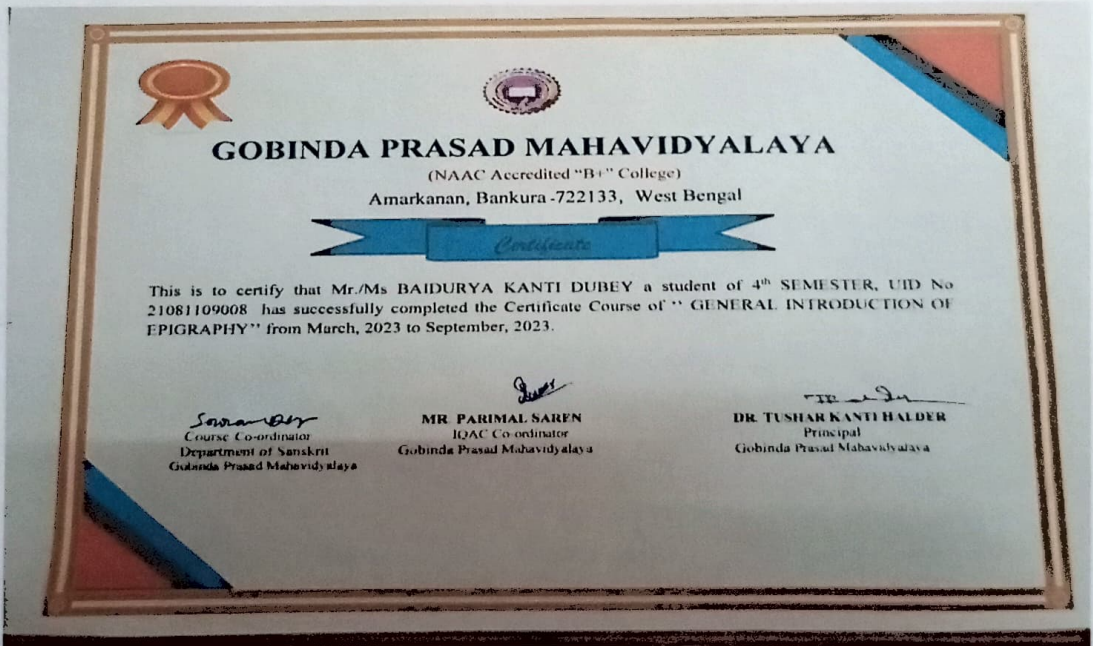 GOBINDA PRASAD MAHAVIDYALAYA
(NAAC Accredited "B+" College)
Amarkanan, Bankura -722133, West Bengal
Certificate
This is to certify that Mr./Ms BAIDURYA KANTI DUBEY a student of 4th SEMESTER, UID No
21081109008 has successfully completed the Certificate Course of " GENERAL INTRODUCTION OF
EPIGRAPHY" from March, 2023 to September, 2023.
Course Co-ordinator
Department of Sanskrit
Gobinda Prasad Mahavidyalaya
MR. PARIMAL SAREN
IQAC Co-ordinator
Gobinda Prasad Mahavidyalaya
DR. TUSHAR KANTI HALDER
Principal
Gobinda Prasad Mahavidyalaya